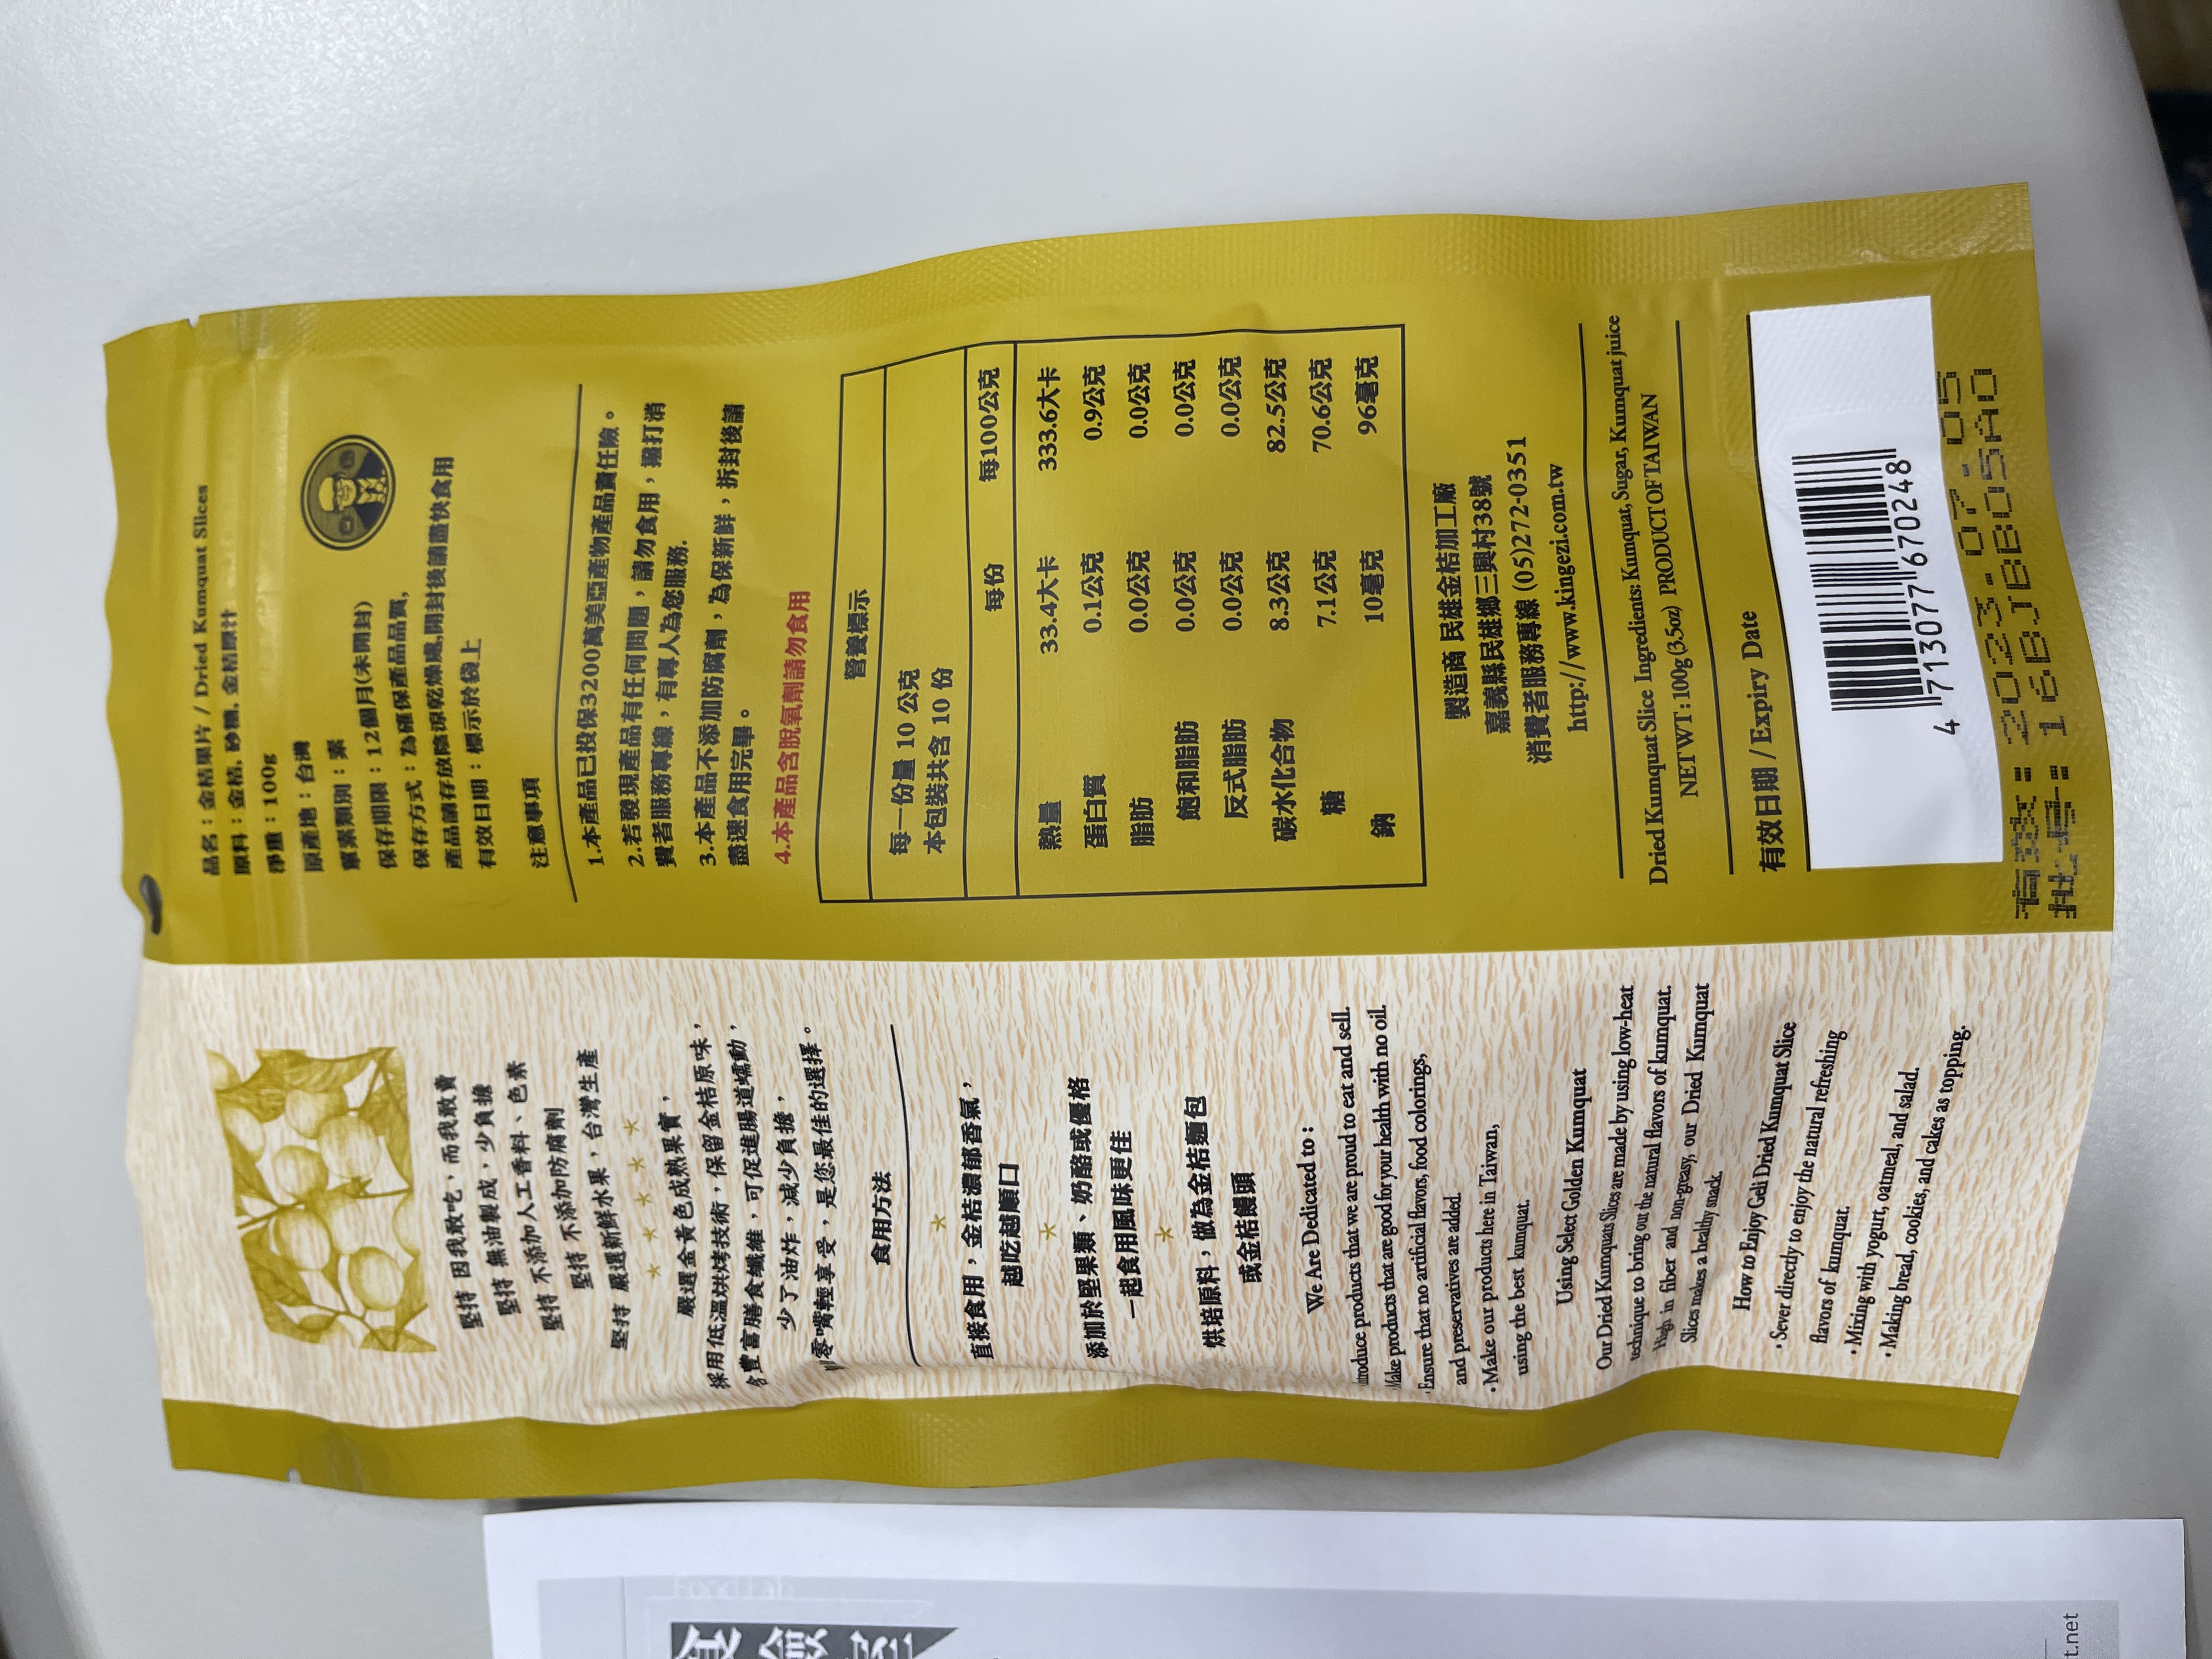 品名：金桔果片 / Dried Kumquat Slices
原料：金桔, 砂糖, 金桔原汁
淨重：100g
原產地：台灣
葷素類別：素
保存期限：12個月(未開封)
保存方式：為確保產品品質,
產品請存放陰涼乾燥處,開封後請盡快食用
有效日期：標示於袋上
注意事項
1.本產品已投保3200萬美亞產物產品責任險。
2.若發現產品有任何問題，請勿食用，撥打消
費者服務專線，有專人為您服務.
3.本產品不添加防腐劑，為保新鮮，拆封後請
盡速食用完畢。
4.本產品含脫氧劑請勿食用
營養標示
每一份量 10 公克
本包裝共含 10 份
每份 每100公克
熱量 33.4大卡 333.6大卡
蛋白質 0.1公克 0.9公克
脂肪 0.0公克 0.0公克
飽和脂肪 0.0公克 0.0公克
反式脂肪 0.0公克 0.0公克
碳水化合物 8.3公克 82.5公克
糖 7.1公克 70.6公克
鈉 10毫克 96毫克
製造商 民雄金桔加工廠
嘉義縣民雄鄉三興村38號
消費者服務專線 (05)272-0351
http://www.kingezi.com.tw
Dried Kumquat Slice Ingredients: Kumquat, Sugar, Kumquat juice
NET WT: 100g (3.5oz) PRODUCT OF TAIWAN
有效日期 / Expiry Date
4 713077 670248
有效: 2023. 07. 05
批號: 16BJBB05A0
堅持 因我敢吃，而我敢賣
堅持 無油製成，少負擔
堅持 不添加人工香料、色素
堅持 不添加防腐劑
堅持 嚴選新鮮水果，台灣生產
嚴選金黃色成熟果實，
採用低溫烘烤技術，保留金桔原味，
含豐富膳食纖維，可促進腸道蠕動，
少了油炸，減少負擔，
零嘴輕享受，是您最佳的選擇。
食用方法
直接食用，金桔濃郁香氣，
越吃越順口
添加於堅果類、奶酪或優格
一起食用風味更佳
烘培原料，做為金桔麵包
或金桔饅頭
We Are Dedicated to :
products that we are proud to eat and sell.
Make products that are good for your health with no oil.
·Ensure that no artificial flavors, food colorings,
and preservatives are added.
·Make our products here in Taiwan,
using the best kumquat.
Using Select Golden Kumquat
Our Dried Kumquats Slices are made by using low-heat
technique to bring out the natural flavors of kumquat.
High in fiber and non-greasy, our Dried Kumquat
Slices makes a healthy snack.
How to Enjoy Geli Dried Kumquat Slice
·Sever directly to enjoy the natural refreshing
flavors of kumquat.
·Mixing with yogurt, oatmeal, and salad.
·Making bread, cookies, and cakes as topping.
Food Lab
t.net